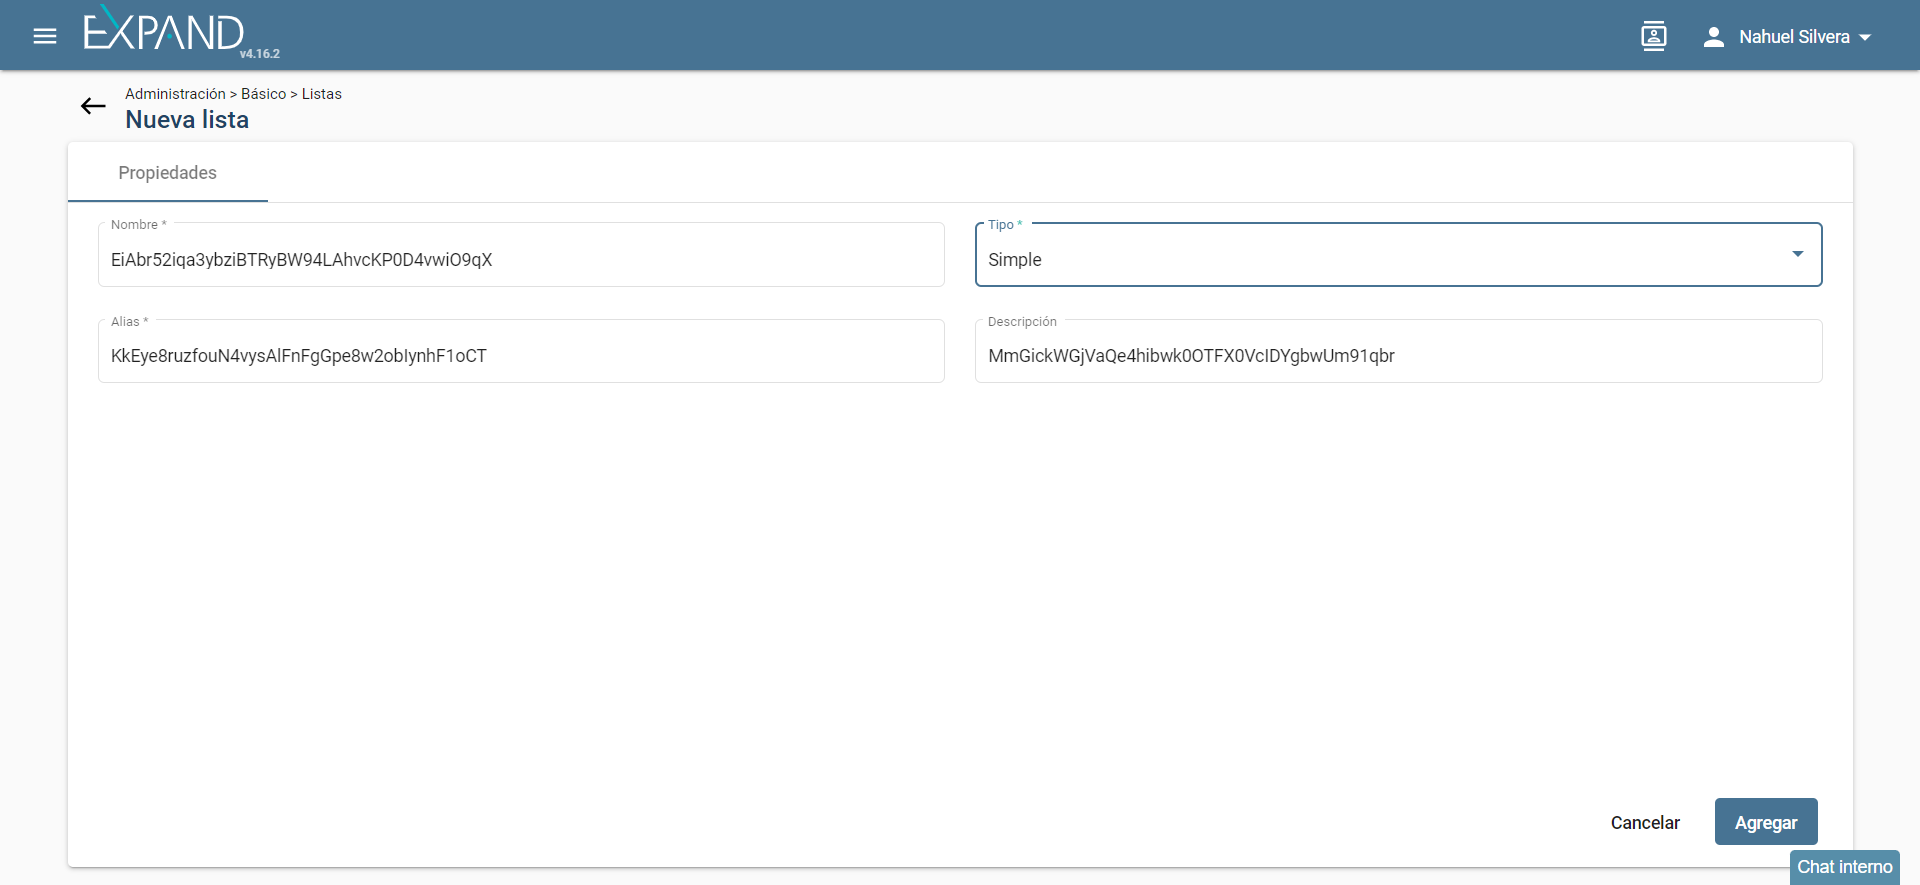 EXPAND
v4.16.2
Nahuel Silvera
Administración > Básico > Listas
Nueva lista
Propiedades
Nombre *
EiAbr52iqa3ybziBTRyBW94LAhvcKP0D4vwiO9qX
Tipo *
Simple
Alias *
KkEye8ruzfouN4vysAlFnFgGpe8w2obIynhF1oCT
Descripción
MmGickWGjVaQe4hibwk0OTFX0VcIDYgbwUm91qbr
Cancelar
Agregar
Chat interno